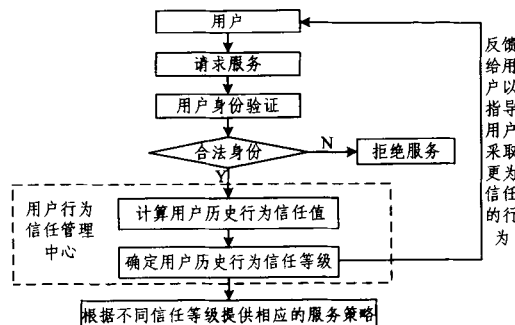 用户
请求服务
用户身份验证
合法身份
N
拒绝服务
Y
用户行为
信任管理
中心
计算用户历史行为信任值
确定用户历史行为信任等级
根据不同信任等级提供相应的服务策略
反馈
给用
户以
指导
用户
采取
更为
信任
的行
为